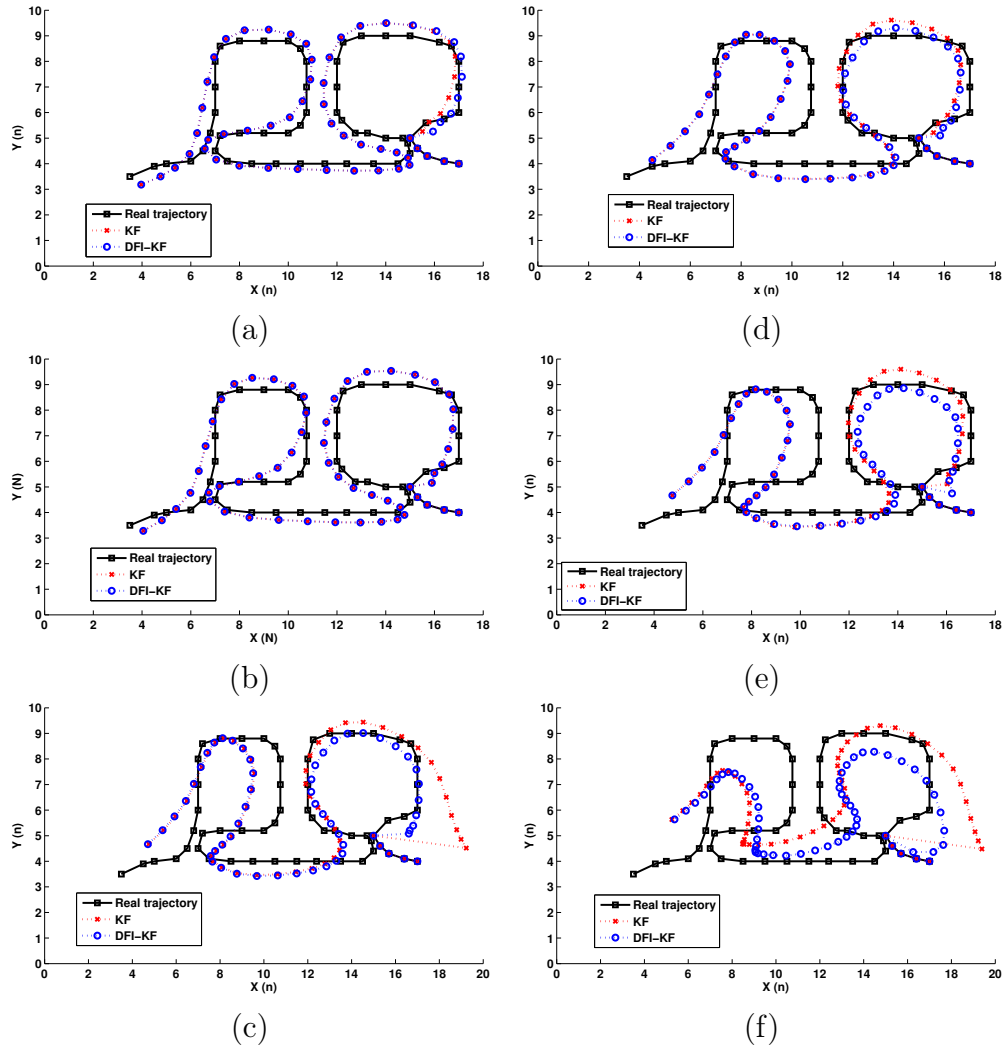 10
9
8
7
6
5
4
3
2
1
0
Y (n)
Real trajectory
KF
DFI-KF
0 2 4 6 8 10 12 14 16 18
X (n)
(a)
10
9
8
7
6
5
4
3
2
1
0
Y (n)
Real trajectory
KF
DFI-KF
0 2 4 6 8 10 12 14 16 18
x (n)
(d)
10
9
8
7
6
5
4
3
2
1
0
Y (N)
Real trajectory
KF
DFI-KF
0 2 4 6 8 10 12 14 16 18
X (N)
(b)
10
9
8
7
6
5
4
3
2
1
0
Y (n)
Real trajectory
KF
DFI-KF
0 2 4 6 8 10 12 14 16 18
X (n)
(e)
10
9
8
7
6
5
4
3
2
1
0
Y (n)
Real trajectory
KF
DFI-KF
0 2 4 6 8 10 12 14 16 18 20
X (n)
(c)
10
9
8
7
6
5
4
3
2
1
0
Y (n)
Real trajectory
KF
DFI-KF
0 2 4 6 8 10 12 14 16 18 20
X (n)
(f)